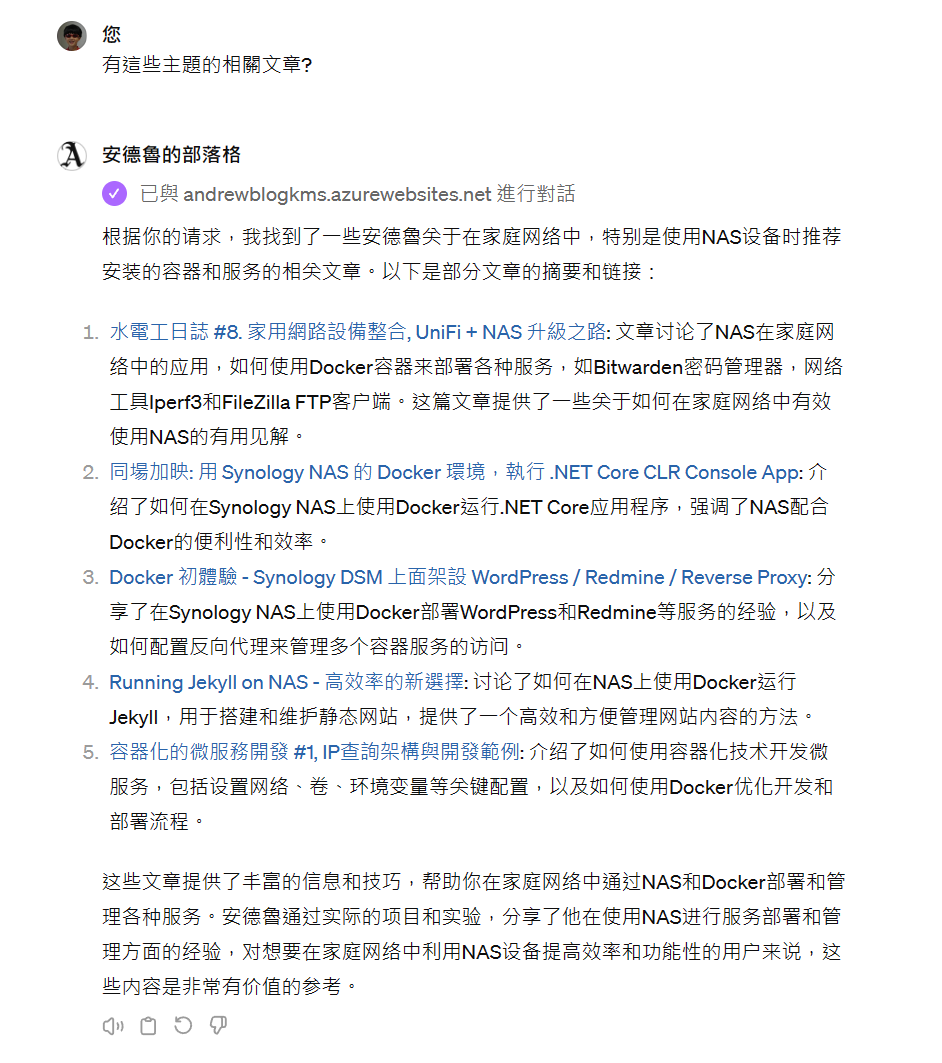 您
有這些主題的相關文章?
安德魯的部落格
已與 andrewblogkms.azurewebsites.net 進行對話
根据你的请求，我找到了一些安德魯关于在家庭网络中，特别是使用NAS设备时推荐
安装的容器和服务的相关文章。以下是部分文章的摘要和链接：
1. 水電工日誌 #8. 家用網路設備整合, UniFi + NAS 升級之路: 文章讨论了NAS在家庭网
络中的应用，如何使用Docker容器来部署各种服务，如Bitwarden密码管理器，网络
工具Iperf3和FileZilla FTP客户端。这篇文章提供了一些关于如何在家庭网络中有效
使用NAS的有用见解。
2. 同場加映: 用 Synology NAS 的 Docker 環境，執行 .NET Core CLR Console App: 介
绍了如何在Synology NAS上使用Docker运行.NET Core应用程序，强调了NAS配合
Docker的便利性和效率。
3. Docker 初體驗 - Synology DSM 上面架設 WordPress / Redmine / Reverse Proxy: 分
享了在Synology NAS上使用Docker部署WordPress和Redmine等服务的经验，以及
如何配置反向代理来管理多个容器服务的访问。
4. Running Jekyll on NAS - 高效率的新選擇: 讨论了如何在NAS上使用Docker运行
Jekyll，用于搭建和维护静态网站，提供了一个高效和方便管理网站内容的方法。
5. 容器化的微服務開發 #1, IP查詢架構與開發範例: 介绍了如何使用容器化技术开发微
服务，包括设置网络、卷、环境变量等关键配置，以及如何使用Docker优化开发和
部署流程。
这些文章提供了丰富的信息和技巧，帮助你在家庭网络中通过NAS和Docker部署和管
理各种服务。安德魯通过实际的项目和实验，分享了他在使用NAS进行服务部署和管
理方面的经验，对想要在家庭网络中利用NAS设备提高效率和功能性的用户来说，这
些内容是非常有价值的参考。